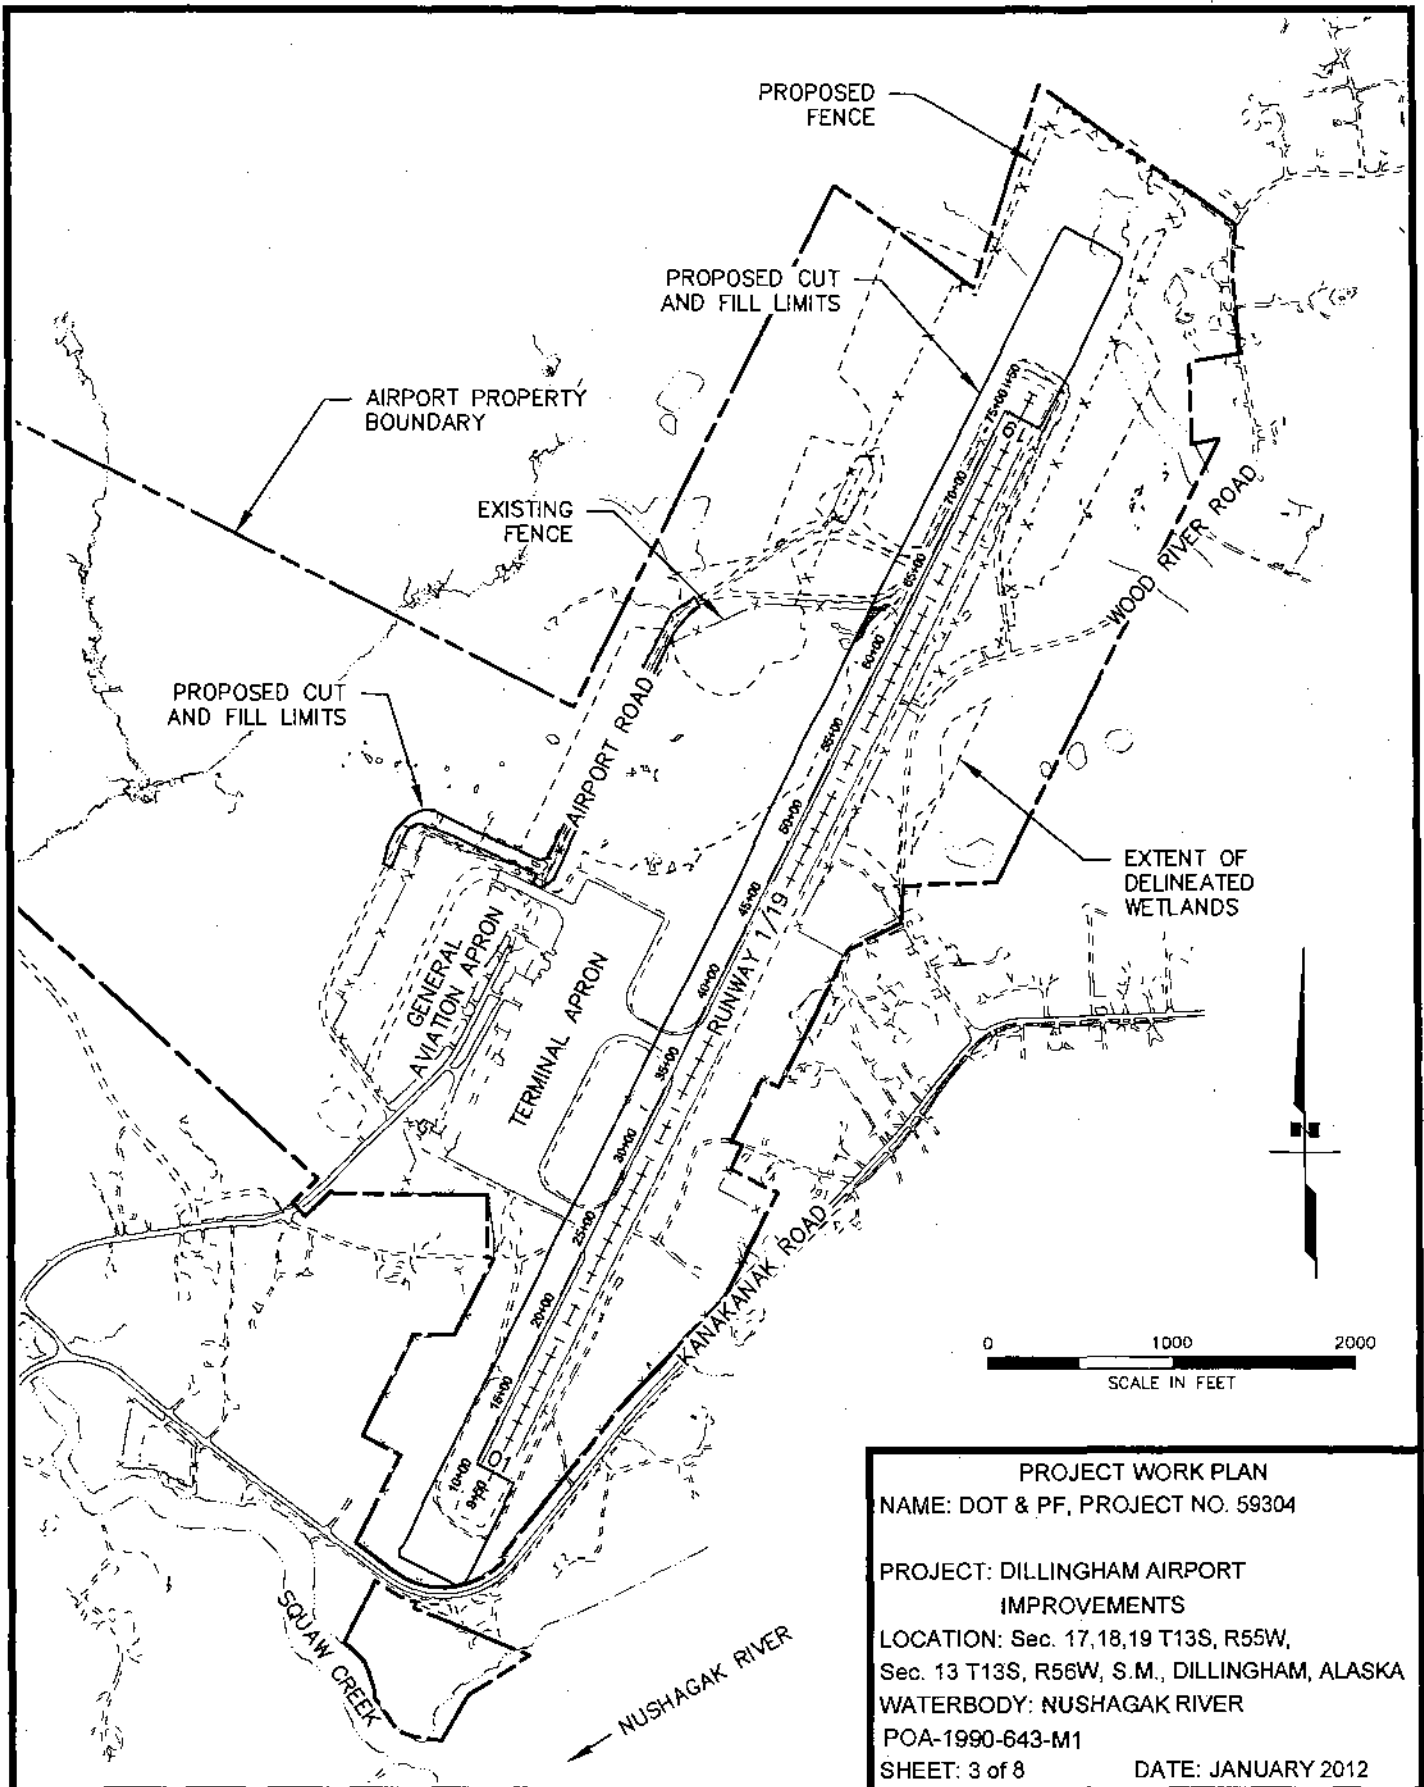 PROPOSED
FENCE
PROPOSED CUT
AND FILL LIMITS
AIRPORT PROPERTY
BOUNDARY
EXISTING
FENCE
PROPOSED CUT
AND FILL LIMITS
AIRPORT ROAD
WOOD RIVER ROAD
EXTENT OF
DELINEATED
WETLANDS
GENERAL
AVIATION APRON
TERMINAL APRON
RUNWAY 1/19
75+00
19
70+00
65+00
60+00
55+00
50+00
45+00
40+00
35+00
30+00
25+00
20+00
15+00
10+00
KANAKANAK ROAD
SQUAW CREEK
NUSHAGAK RIVER
N
0 1000 2000
SCALE IN FEET
PROJECT WORK PLAN
NAME: DOT & PF, PROJECT NO. 59304
PROJECT: DILLINGHAM AIRPORT
IMPROVEMENTS
LOCATION: Sec. 17,18,19 T13S, R55W,
Sec. 13 T13S, R56W, S.M., DILLINGHAM, ALASKA
WATERBODY: NUSHAGAK RIVER
POA-1990-643-M1
SHEET: 3 of 8 DATE: JANUARY 2012